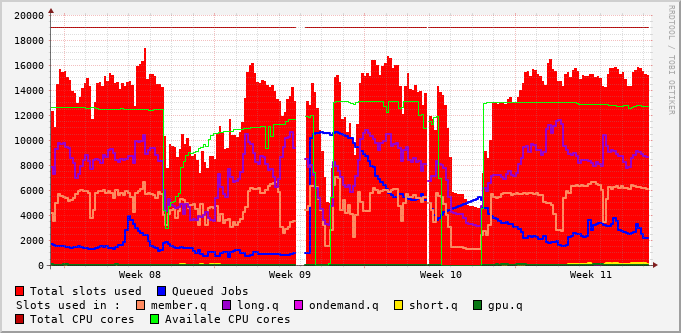 20000
18000
16000
14000
12000
10000
8000
6000
4000
2000
0
Week 08 Week 09 Week 10 Week 11
RRDTOOL / TOBI OETIKER
Total slots used Queued Jobs
Slots used in : member.q long.q ondemand.q short.q gpu.q
Total CPU cores Availale CPU cores